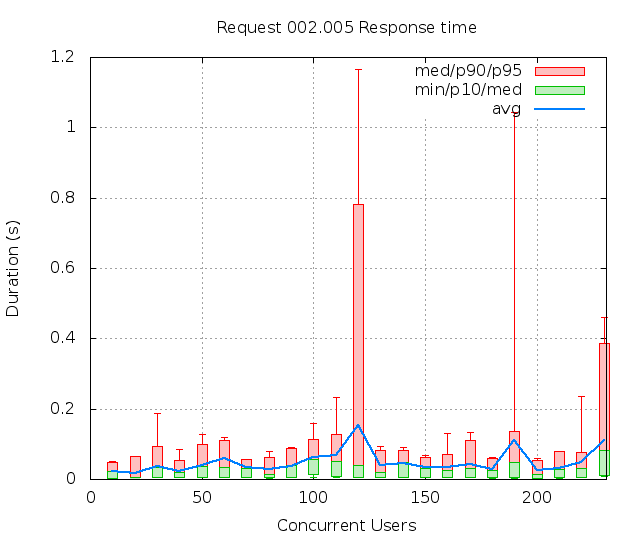 Request 002.005 Response time
1.2
med/p90/p95
min/p10/med
avg
1
0.8
0.6
0.4
0.2
0
Duration (s)
0 50 100 150 200
Concurrent Users